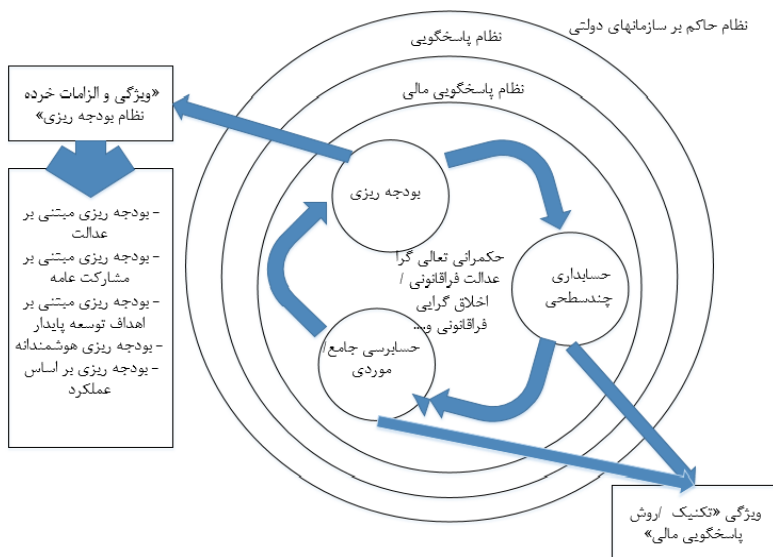 نظام حاکم بر سازمانهای دولتی
نظام پاسخگویی
نظام پاسخگویی مالی
«ویژگی و الزامات خرده
نظام بودجه ریزی»
بودجه ریزی
- بودجه ریزی مبتنی بر
عدالت
- بودجه ریزی مبتنی بر
مشارکت عامه
- بودجه ریزی مبتنی بر
اهداف توسعه پایدار
- بودجه ریزی هوشمندانه
- بودجه ریزی بر اساس
عملکرد
حکمرانی تعالی گرا
عدالت فراقانونی /
اخلاق گرایی
فراقانونی و...
حسابداری
چندسطحی
حسابرسی جامع/
موردی
ویژگی «تکنیک /روش
پاسخگویی مالی»